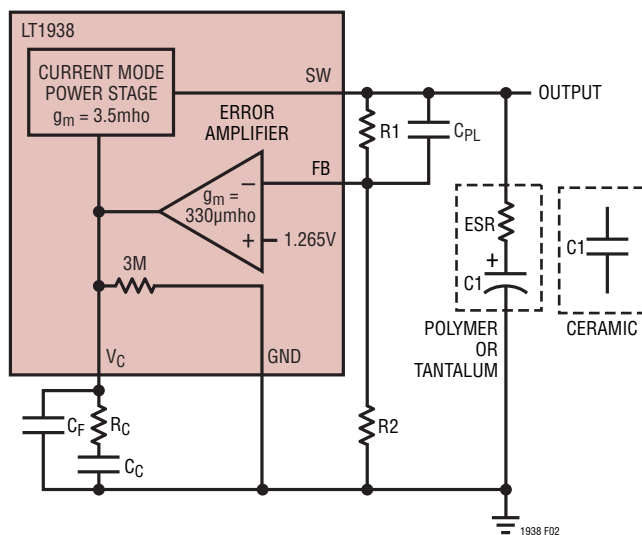 LT1938
CURRENT MODE
POWER STAGE
gm = 3.5mho
SW
OUTPUT
ERROR
AMPLIFIER
R1
CPL
FB
–
gm =
330µmho
+
1.265V
ESR
+
C1
C1
3M
POLYMER
OR
TANTALUM
CERAMIC
VC
GND
CF
RC
CC
R2
1938 F02